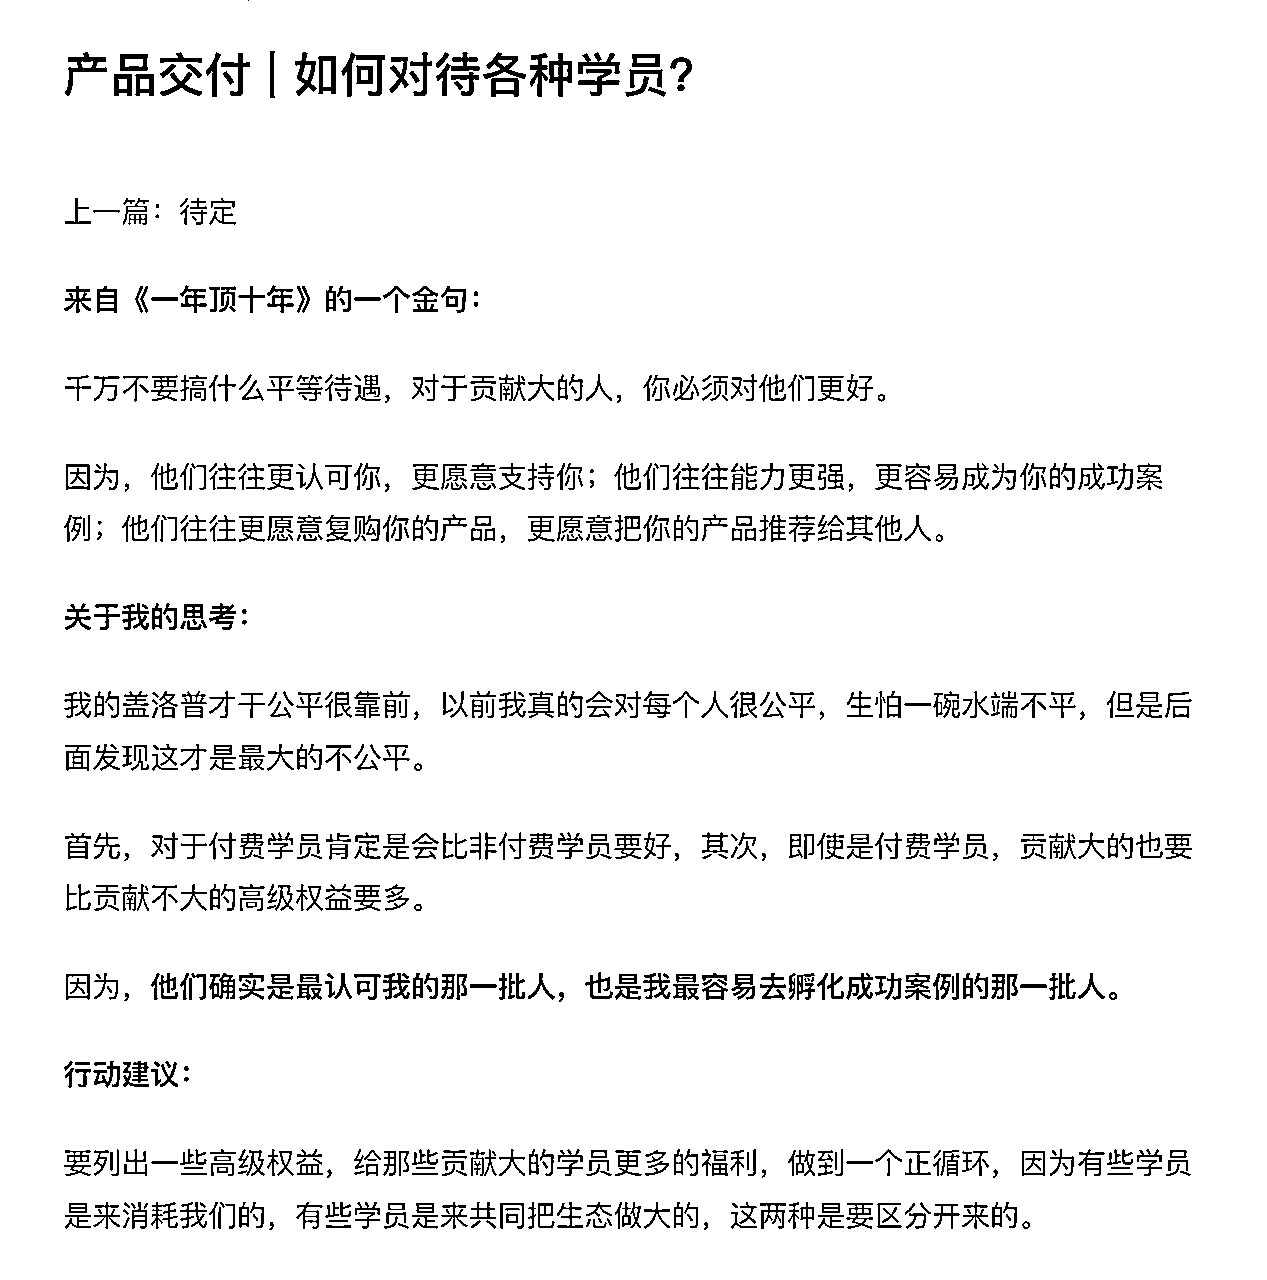 产品交付 | 如何对待各种学员?
上一篇：待定
来自《一年顶十年》的一个金句：
千万不要搞什么平等待遇，对于贡献大的人，你必须对他们更好。
因为，他们往往更认可你，更愿意支持你；他们往往能力更强，更容易成为你的成功案
例；他们往往更愿意复购你的产品，更愿意把你的产品推荐给其他人。
关于我的思考：
我的盖洛普才干公平很靠前，以前我真的会对每个人很公平，生怕一碗水端不平，但是后
面发现这才是最大的不公平。
首先，对于付费学员肯定是会比非付费学员要好，其次，即使是付费学员，贡献大的也要
比贡献不大的高级权益要多。
因为，他们确实是最认可我的那一批人，也是我最容易去孵化成功案例的那一批人。
行动建议：
要列出一些高级权益，给那些贡献大的学员更多的福利，做到一个正循环，因为有些学员
是来消耗我们的，有些学员是来共同把生态做大的，这两种是要区分开来的。